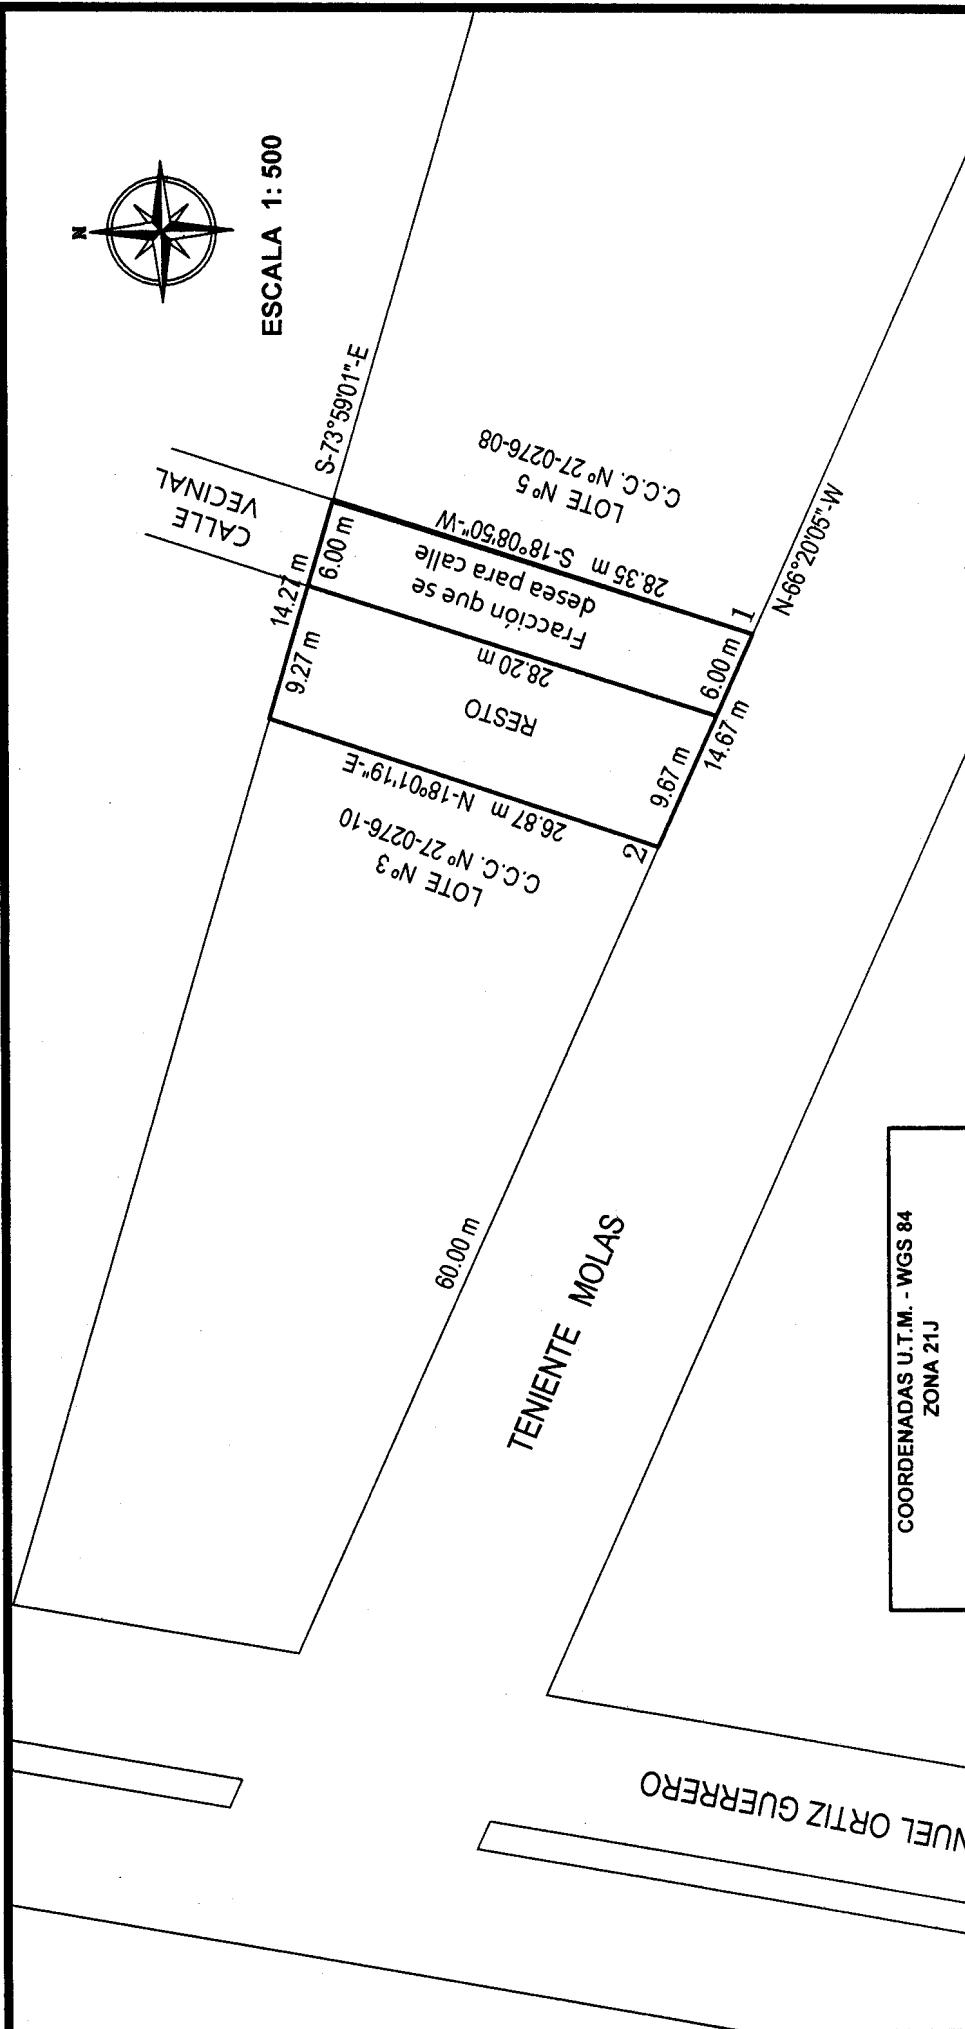 N
ESCALA 1: 500
CALLE
VECINAL
S-73°59'01"-E
14.27 m
6.00 m
9.27 m
LOTE Nº 5
C.C.C. Nº 27-0276-08
28.35 m S-18°08'50"-W
Fracción que se
desea para calle
28.20 m
RESTO
26.87 m N-18°01'19"-E
LOTE Nº 3
C.C.C. Nº 27-0276-10
1
6.00 m
N-66°20'05"-W
9.67 m
14.67 m
2
60.00 m
TENIENTE MOLAS
COORDENADAS U.T.M. - WGS 84
ZONA 21J
NUEL ORTIZ GUERRERO